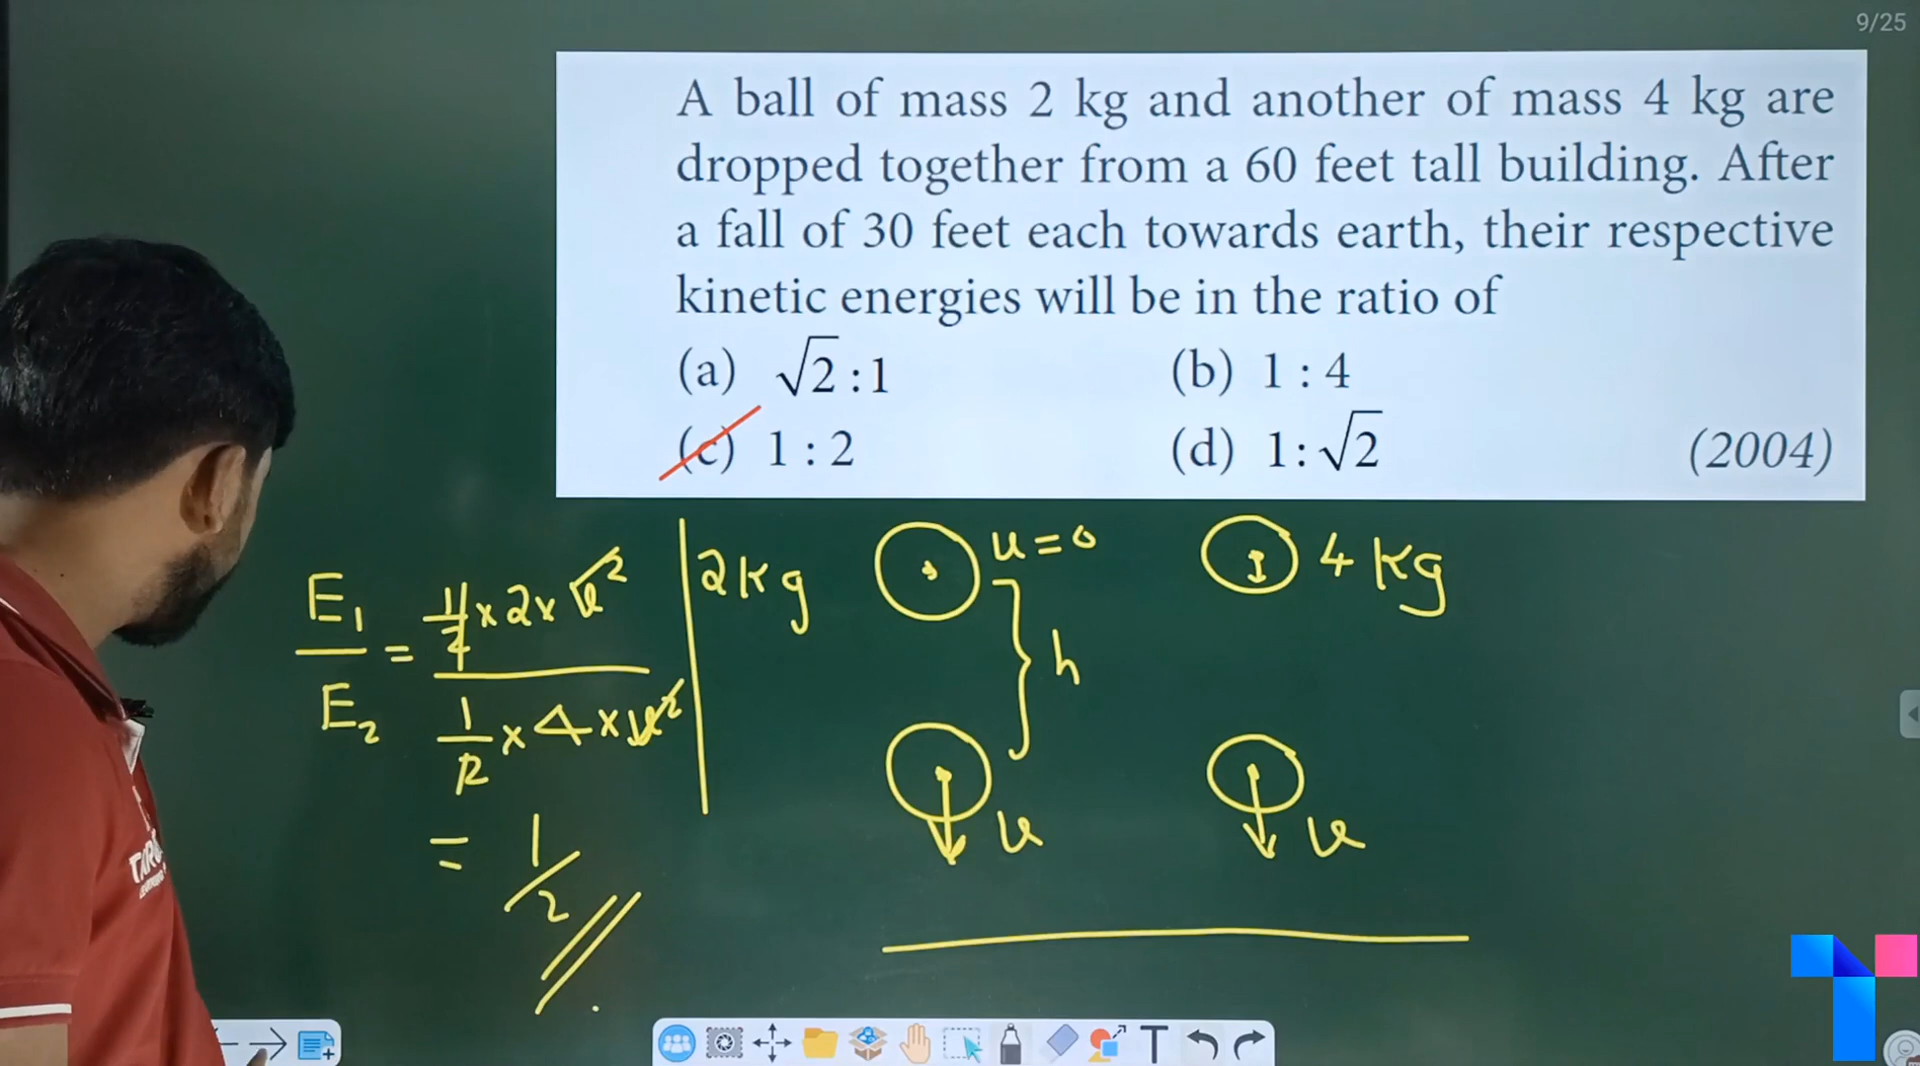 9/25
A ball of mass 2 kg and another of mass 4 kg are
dropped together from a 60 feet tall building. After
a fall of 30 feet each towards earth, their respective
kinetic energies will be in the ratio of
(a) √2 : 1 (b) 1 : 4
(c) 1 : 2 (d) 1 : √2 (2004)
E₁/E₂ = (1/2 × 2 × v²)/(1/2 × 4 × v²)
= 1/2
2kg
u = 0
4 kg
h
v
v
T